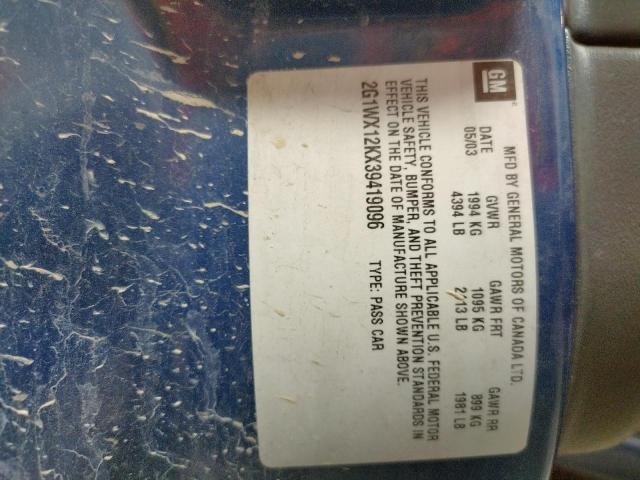 GM
MFD BY GENERAL MOTORS OF CANADA LTD.
DATE GVWR GAWR FRT GAWR RR
05/03 1994 KG 1095 KG 899 KG
4394 LB 2413 LB 1981 LB
THIS VEHICLE CONFORMS TO ALL APPLICABLE U.S. FEDERAL MOTOR
VEHICLE SAFETY, BUMPER, AND THEFT PREVENTION STANDARDS IN
EFFECT ON THE DATE OF MANUFACTURE SHOWN ABOVE.
2G1WX12KX39419096 TYPE: PASS CAR